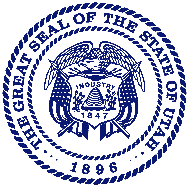 THE GREAT SEAL OF THE STATE OF UTAH
INDUSTRY
1847
1896